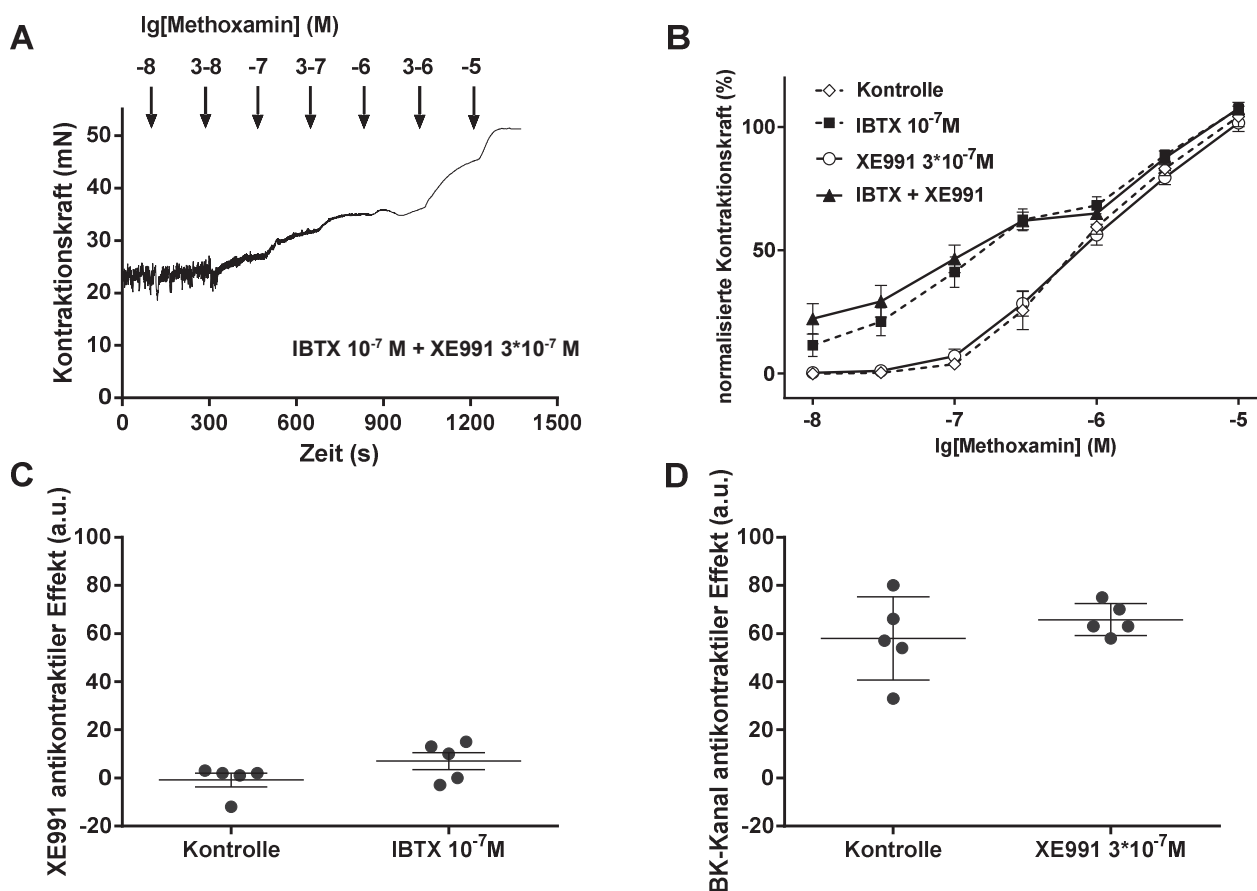 A
lg[Methoxamin] (M)
-8 3-8 -7 3-7 -6 3-6 -5
Kontraktionskraft (mN)
50
40
30
20
10
0
IBTX 10⁻⁷ M + XE991 3*10⁻⁷ M
0 300 600 900 1200 1500
Zeit (s)
B
normalisierte Kontraktionskraft (%)
Kontrolle
IBTX 10⁻⁷M
XE991 3*10⁻⁷M
IBTX + XE991
100
50
0
-8 -7 -6 -5
lg[Methoxamin] (M)
C
XE991 antikontraktiler Effekt (a.u.)
100
80
60
40
20
0
-20
Kontrolle IBTX 10⁻⁷M
D
BK-Kanal antikontraktiler Effekt (a.u.)
100
80
60
40
20
0
-20
Kontrolle XE991 3*10⁻⁷M